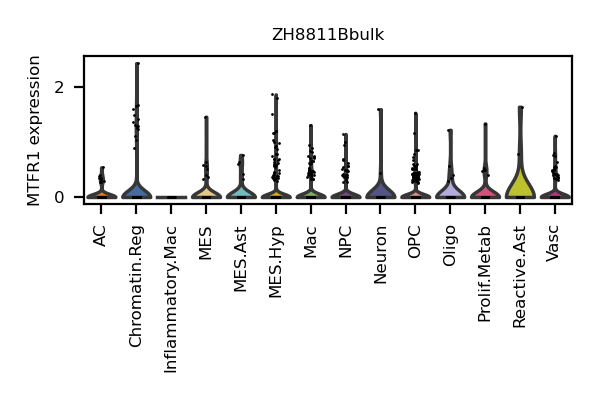 ZH8811Bbulk
MTFR1 expression
2
0
AC
Chromatin.Reg
Inflammatory.Mac
MES
MES.Ast
MES.Hyp
Mac
NPC
Neuron
OPC
Oligo
Prolif.Metab
Reactive.Ast
Vasc